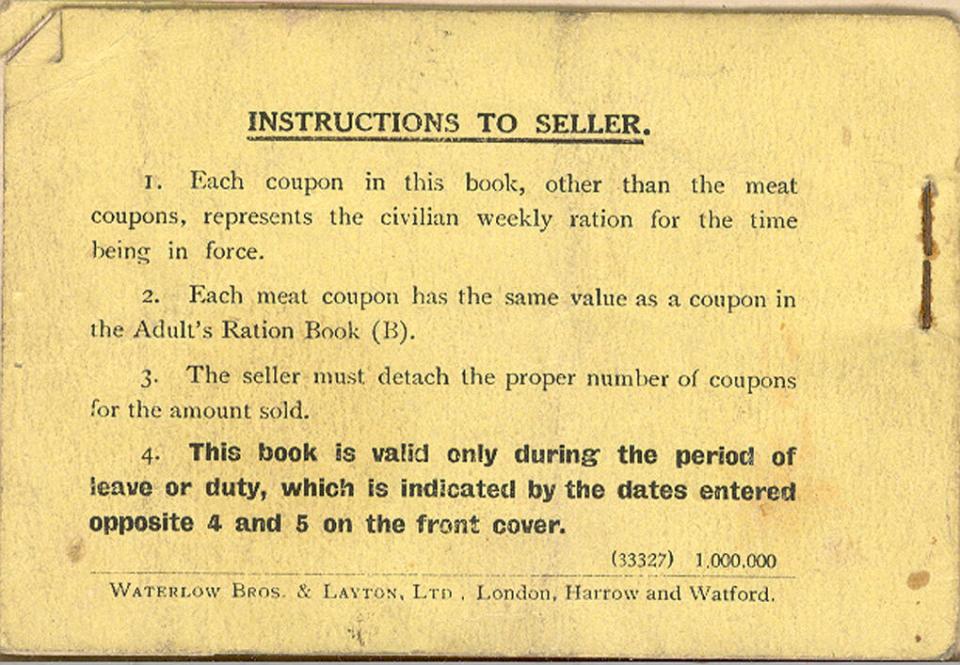 INSTRUCTIONS TO SELLER.
1. Each coupon in this book, other than the meat
coupons, represents the civilian weekly ration for the time
being in force.
2. Each meat coupon has the same value as a coupon in
the Adult's Ration Book (B).
3. The seller must detach the proper number of coupons
for the amount sold.
4. This book is valid only during the period of
leave or duty, which is indicated by the dates entered
opposite 4 and 5 on the front cover.
(33327) 1,000,000
WATERLOW BROS. & LAYTON, LTD., London, Harrow and Watford.